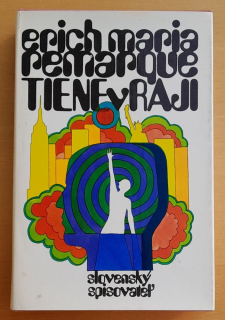 erich maria
remarque
TIENE v RAJI
slovenský
spisovateľ